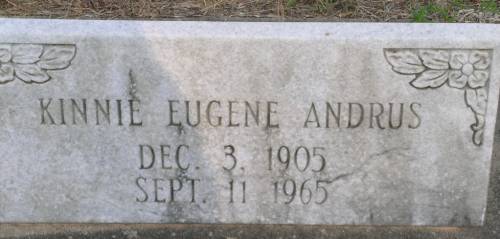 KINNIE EUGENE ANDRUS
DEC. 3, 1905
SEPT. 11 1965